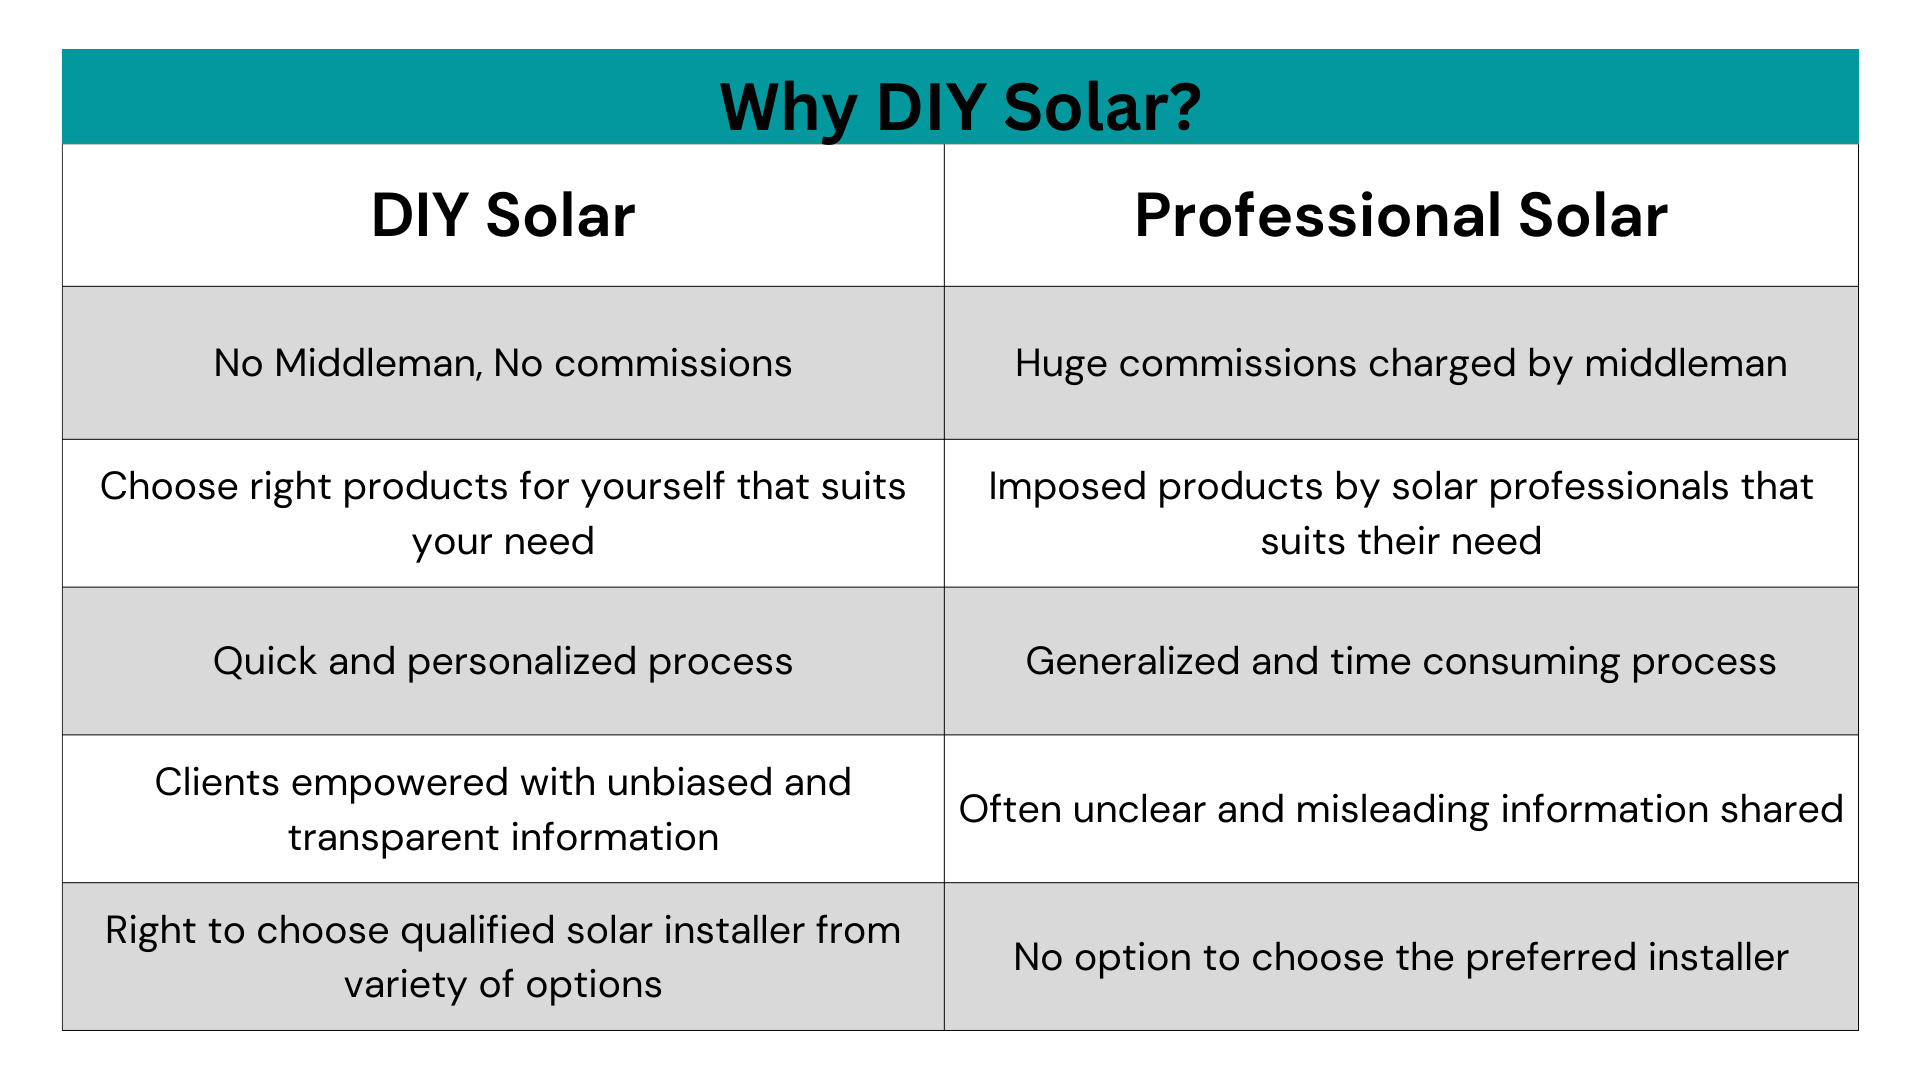 Why DIY Solar?
DIY Solar
Professional Solar
No Middleman, No commissions
Huge commissions charged by middleman
Choose right products for yourself that suits
your need
Imposed products by solar professionals that
suits their need
Quick and personalized process
Generalized and time consuming process
Clients empowered with unbiased and
transparent information
Often unclear and misleading information shared
Right to choose qualified solar installer from
variety of options
No option to choose the preferred installer